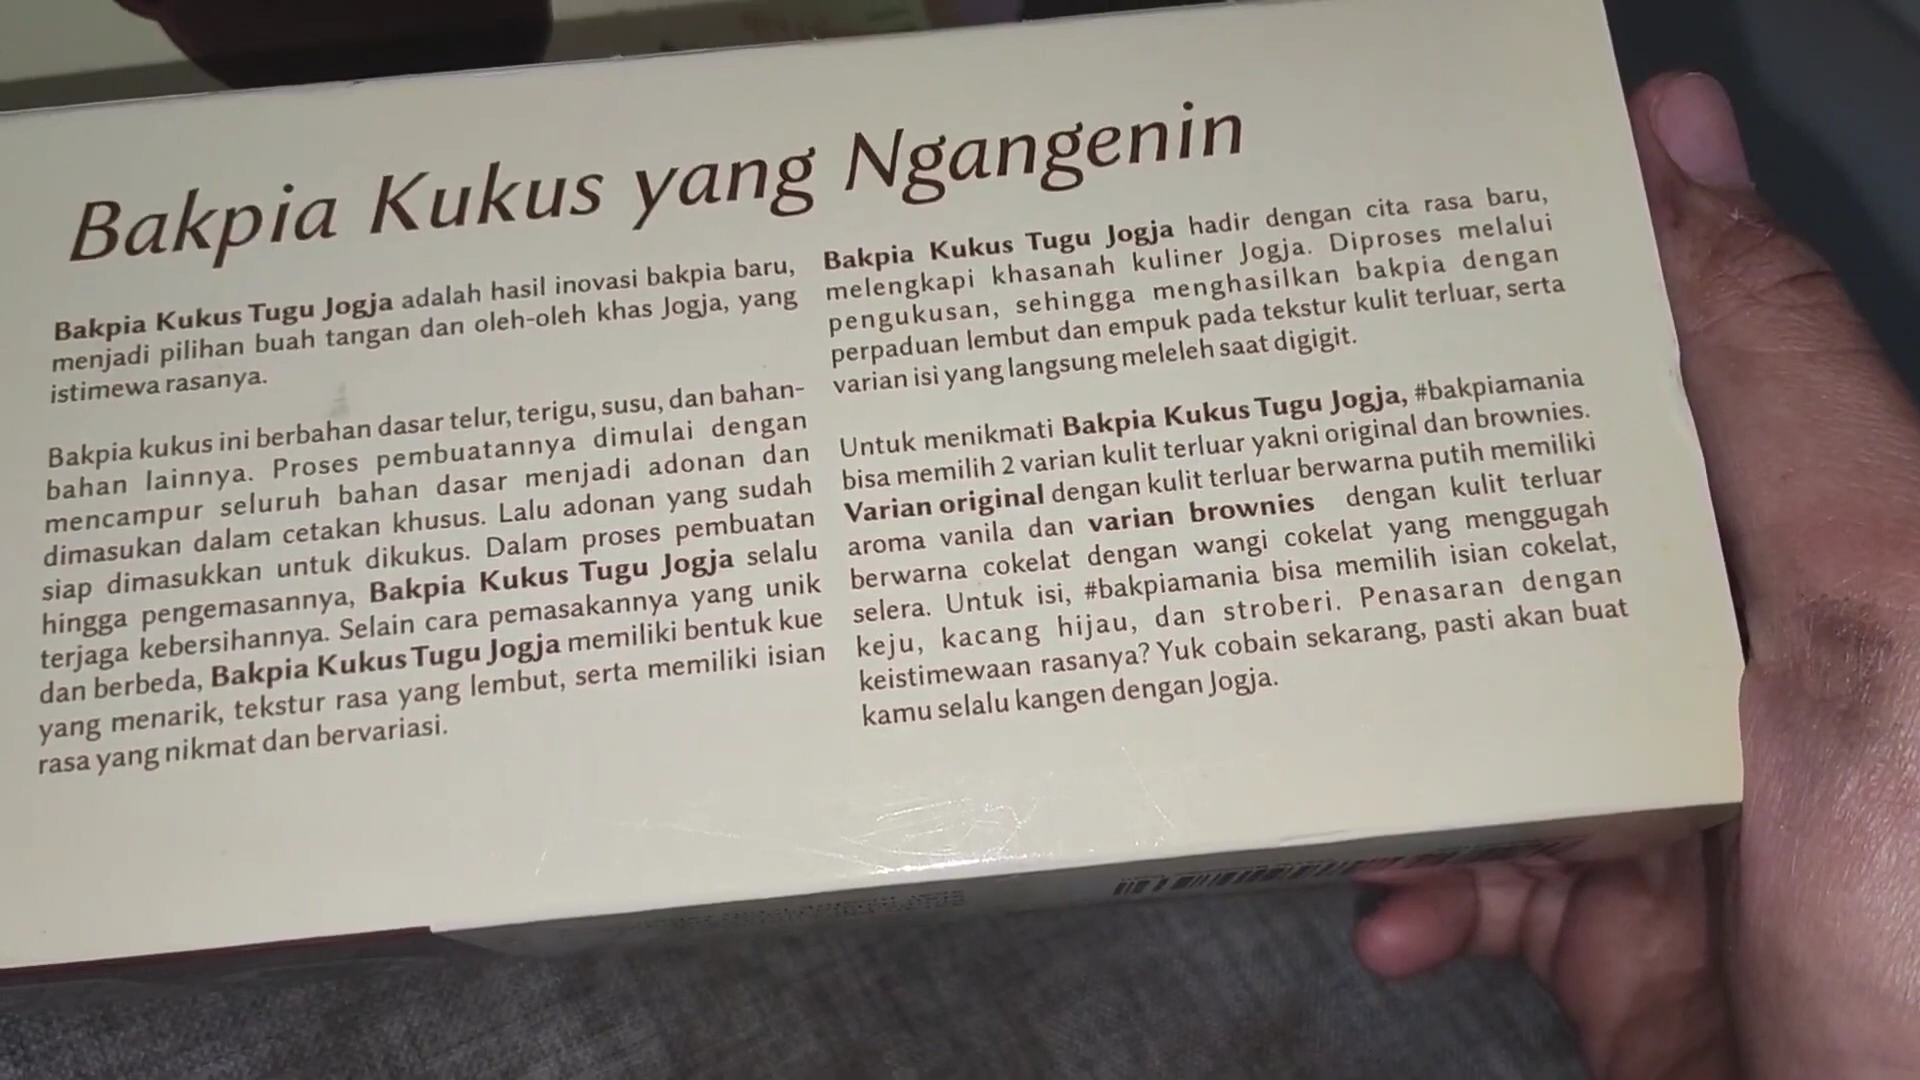 Bakpia Kukus yang Ngangenin
Bakpia Kukus Tugu Jogja adalah hasil inovasi bakpia baru,
menjadi pilihan buah tangan dan oleh-oleh khas Jogja, yang
istimewa rasanya.
Bakpia kukus ini berbahan dasar telur, terigu, susu, dan bahan-
bahan lainnya. Proses pembuatannya dimulai dengan
mencampur seluruh bahan dasar menjadi adonan dan
dimasukan dalam cetakan khusus. Lalu adonan yang sudah
siap dimasukkan untuk dikukus. Dalam proses pembuatan
hingga pengemasannya, Bakpia Kukus Tugu Jogja selalu
terjaga kebersihannya. Selain cara pemasakannya yang unik
dan berbeda, Bakpia Kukus Tugu Jogja memiliki bentuk kue
yang menarik, tekstur rasa yang lembut, serta memiliki isian
rasa yang nikmat dan bervariasi.
Bakpia Kukus Tugu Jogja hadir dengan cita rasa baru,
melengkapi khasanah kuliner Jogja. Diproses melalui
pengukusan, sehingga menghasilkan bakpia dengan
perpaduan lembut dan empuk pada tekstur kulit terluar, serta
varian isi yang langsung meleleh saat digigit.
Untuk menikmati Bakpia Kukus Tugu Jogja, #bakpiamania
bisa memilih 2 varian kulit terluar yakni original dan brownies.
Varian original dengan kulit terluar berwarna putih memiliki
aroma vanila dan varian brownies dengan kulit terluar
berwarna cokelat dengan wangi cokelat yang menggugah
selera. Untuk isi, #bakpiamania bisa memilih isian cokelat,
keju, kacang hijau, dan stroberi. Penasaran dengan
keistimewaan rasanya? Yuk cobain sekarang, pasti akan buat
kamu selalu kangen dengan Jogja.